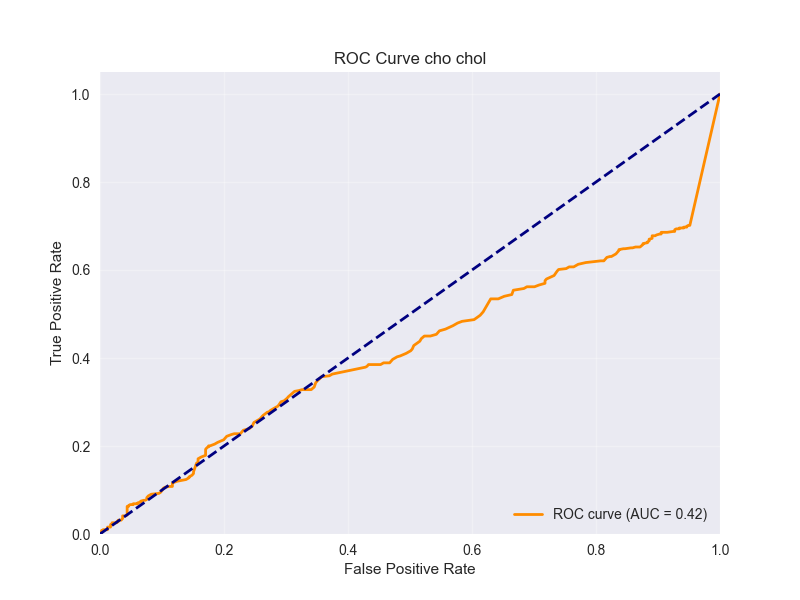 ROC Curve cho chol
1.0
0.8
0.6
0.4
0.2
0.0
True Positive Rate
ROC curve (AUC = 0.42)
0.0 0.2 0.4 0.6 0.8 1.0
False Positive Rate